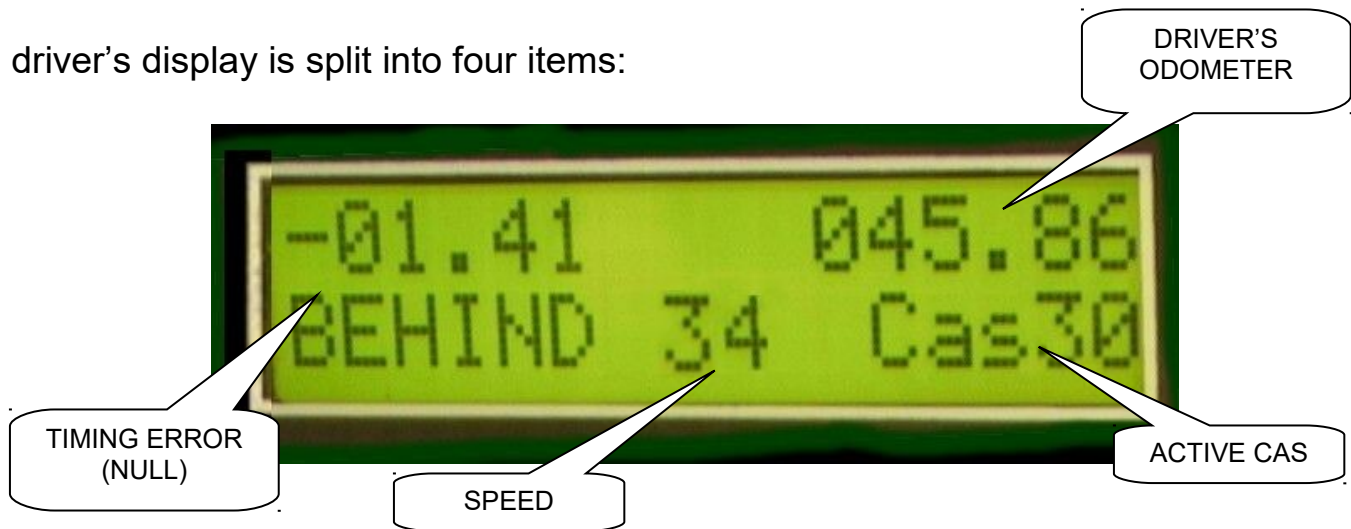 driver’s display is split into four items:
DRIVER’S
ODOMETER
-01.41 045.86
BEHIND 34 Cas30
TIMING ERROR
(NULL)
SPEED
ACTIVE CAS